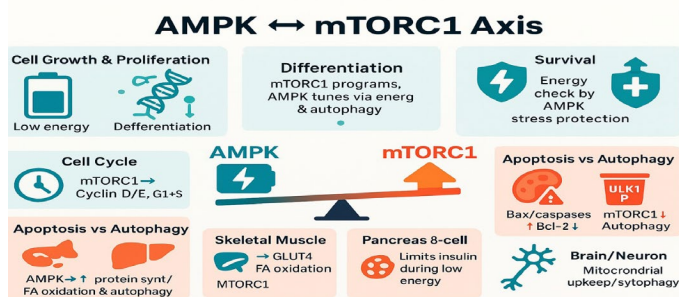 AMPK ↔ mTORC1 Axis
Cell Growth & Proliferation
Low energy
Defferentiation
Differentiation
mTORC1 programs,
AMPK tunes via energ
& autophagy
Survival
Energy
check by
AMPK
stress protection
Cell Cycle
mTORC1→
Cyclin D/E, G1+S
AMPK
mTORC1
Apoptosis vs Autophagy
Bax/caspases
↑ Bcl-2 ↓
ULK1
P
mTORC1↓
Autophagy
Apoptosis vs Autophagy
AMPK→↑ protein synt/
FA oxidation & autophagy
Skeletal Muscle
→ GLUT4
FA oxidation
MTORC1
Pancreas 8-cell
Limits insulin
during low
energy
Brain/Neuron
Mitocrondrial
upkeep/sytophagy